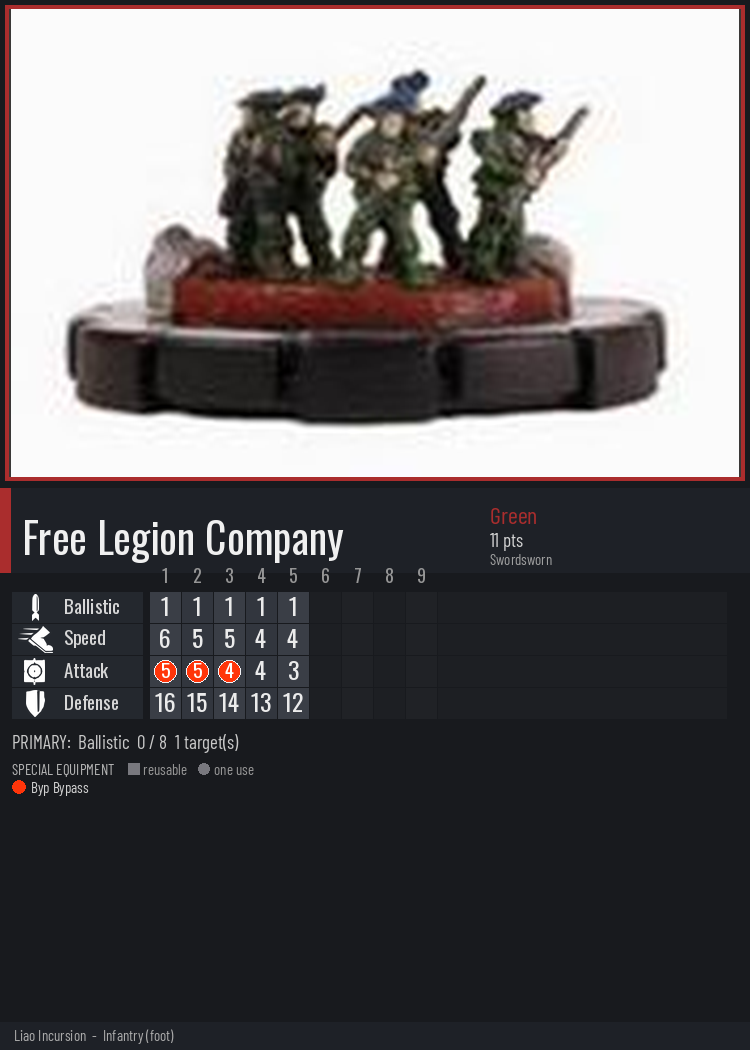 Free Legion Company
Green
11 pts
Swordsworn
1 2 3 4 5 6 7 8 9
Ballistic 1 1 1 1 1
Speed 6 5 5 4 4
Attack 5 5 4 4 3
Defense 16 15 14 13 12
PRIMARY: Ballistic 0 / 8 1 target(s)
SPECIAL EQUIPMENT reusable one use
Byp Bypass
Liao Incursion - Infantry (foot)